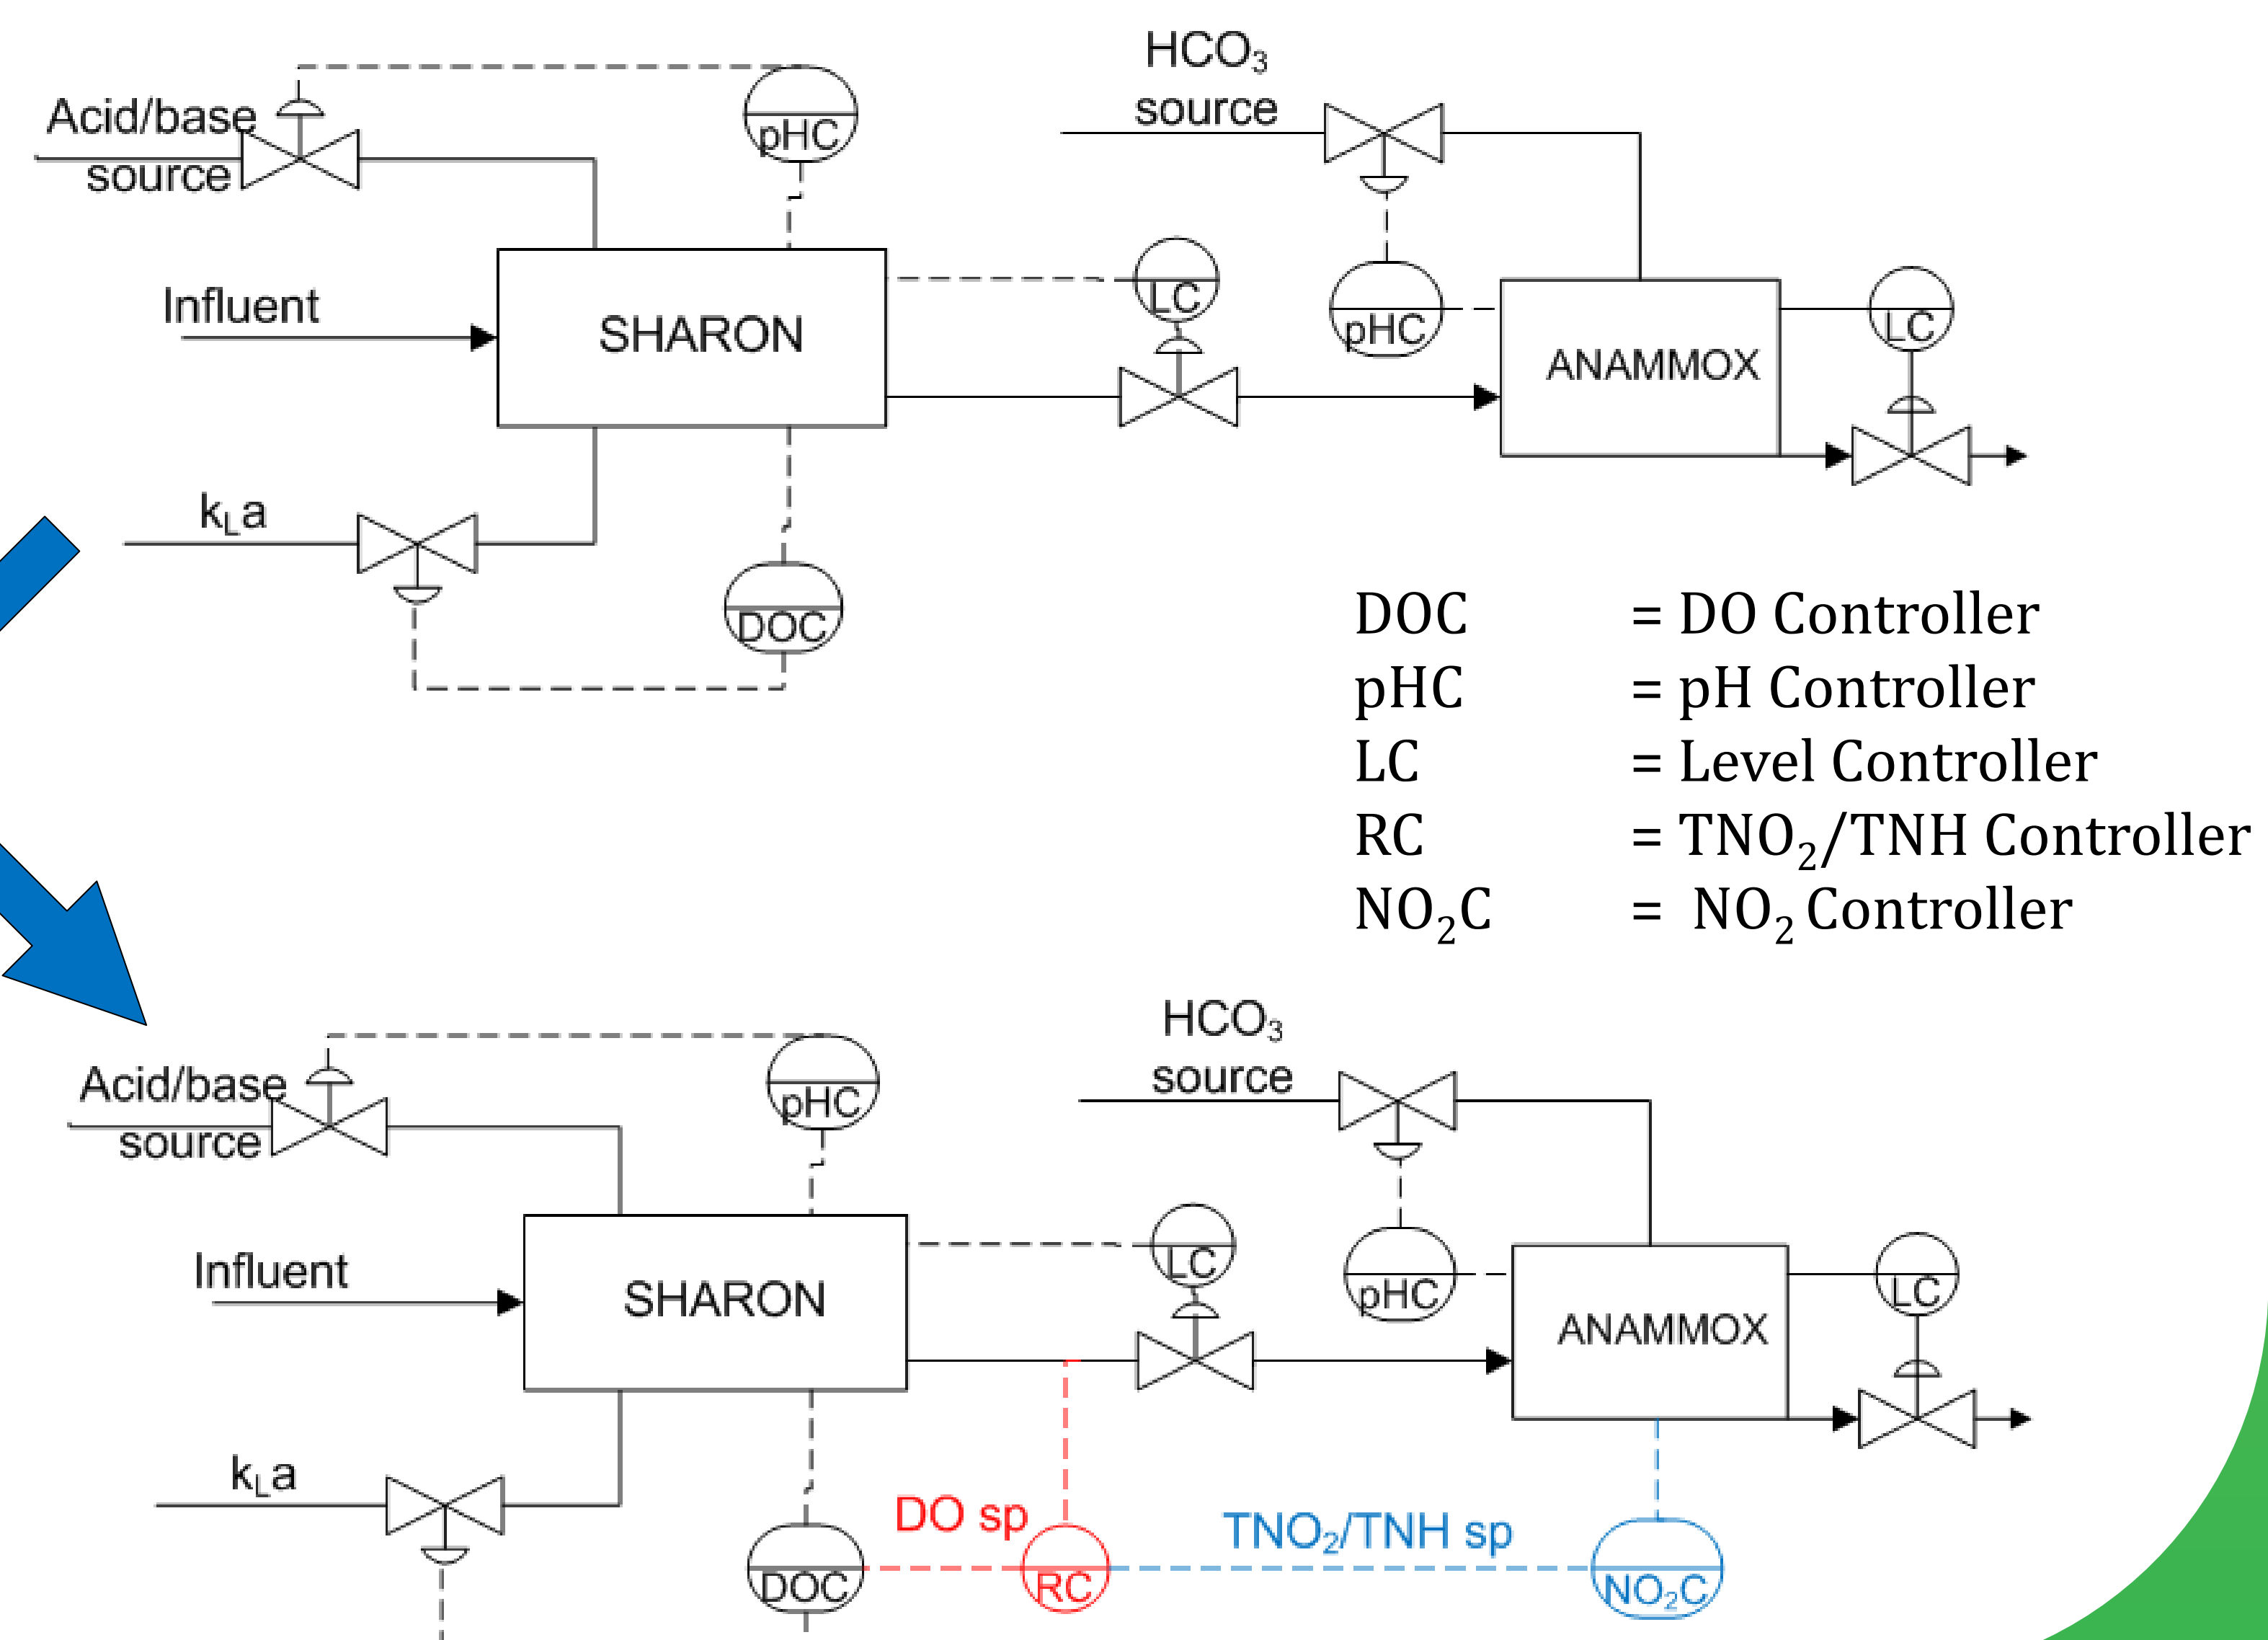 HCO₃
source
Acid/base
source
pHC
LC
pHC
LC
Influent
SHARON
ANAMMOX
kLa
DOC
DOC = DO Controller
pHC = pH Controller
LC = Level Controller
RC = TNO₂/TNH Controller
NO₂C = NO₂ Controller
HCO₃
source
Acid/base
source
pHC
LC
pHC
LC
Influent
SHARON
ANAMMOX
kLa
DO sp
TNO₂/TNH sp
DOC
RC
NO₂C